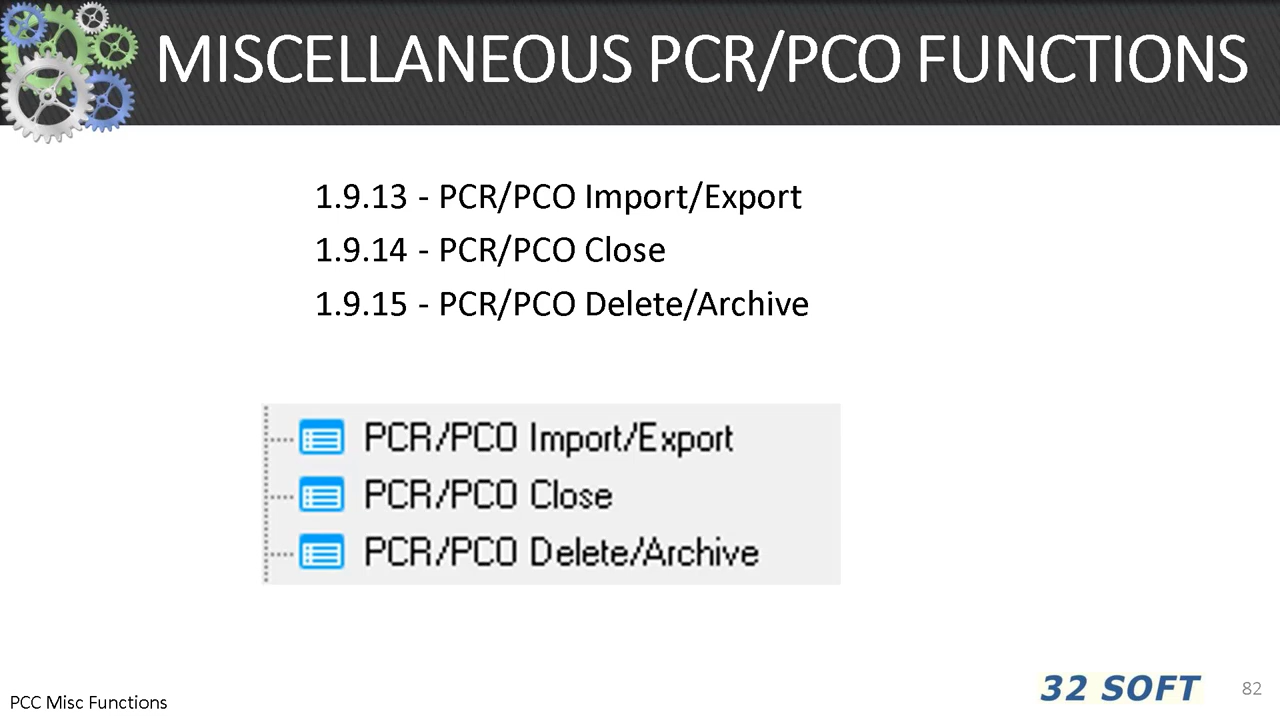 MISCELLANEOUS PCR/PCO FUNCTIONS
1.9.13 - PCR/PCO Import/Export
1.9.14 - PCR/PCO Close
1.9.15 - PCR/PCO Delete/Archive
PCR/PCO Import/Export
PCR/PCO Close
PCR/PCO Delete/Archive
PCC Misc Functions
32 SOFT
82